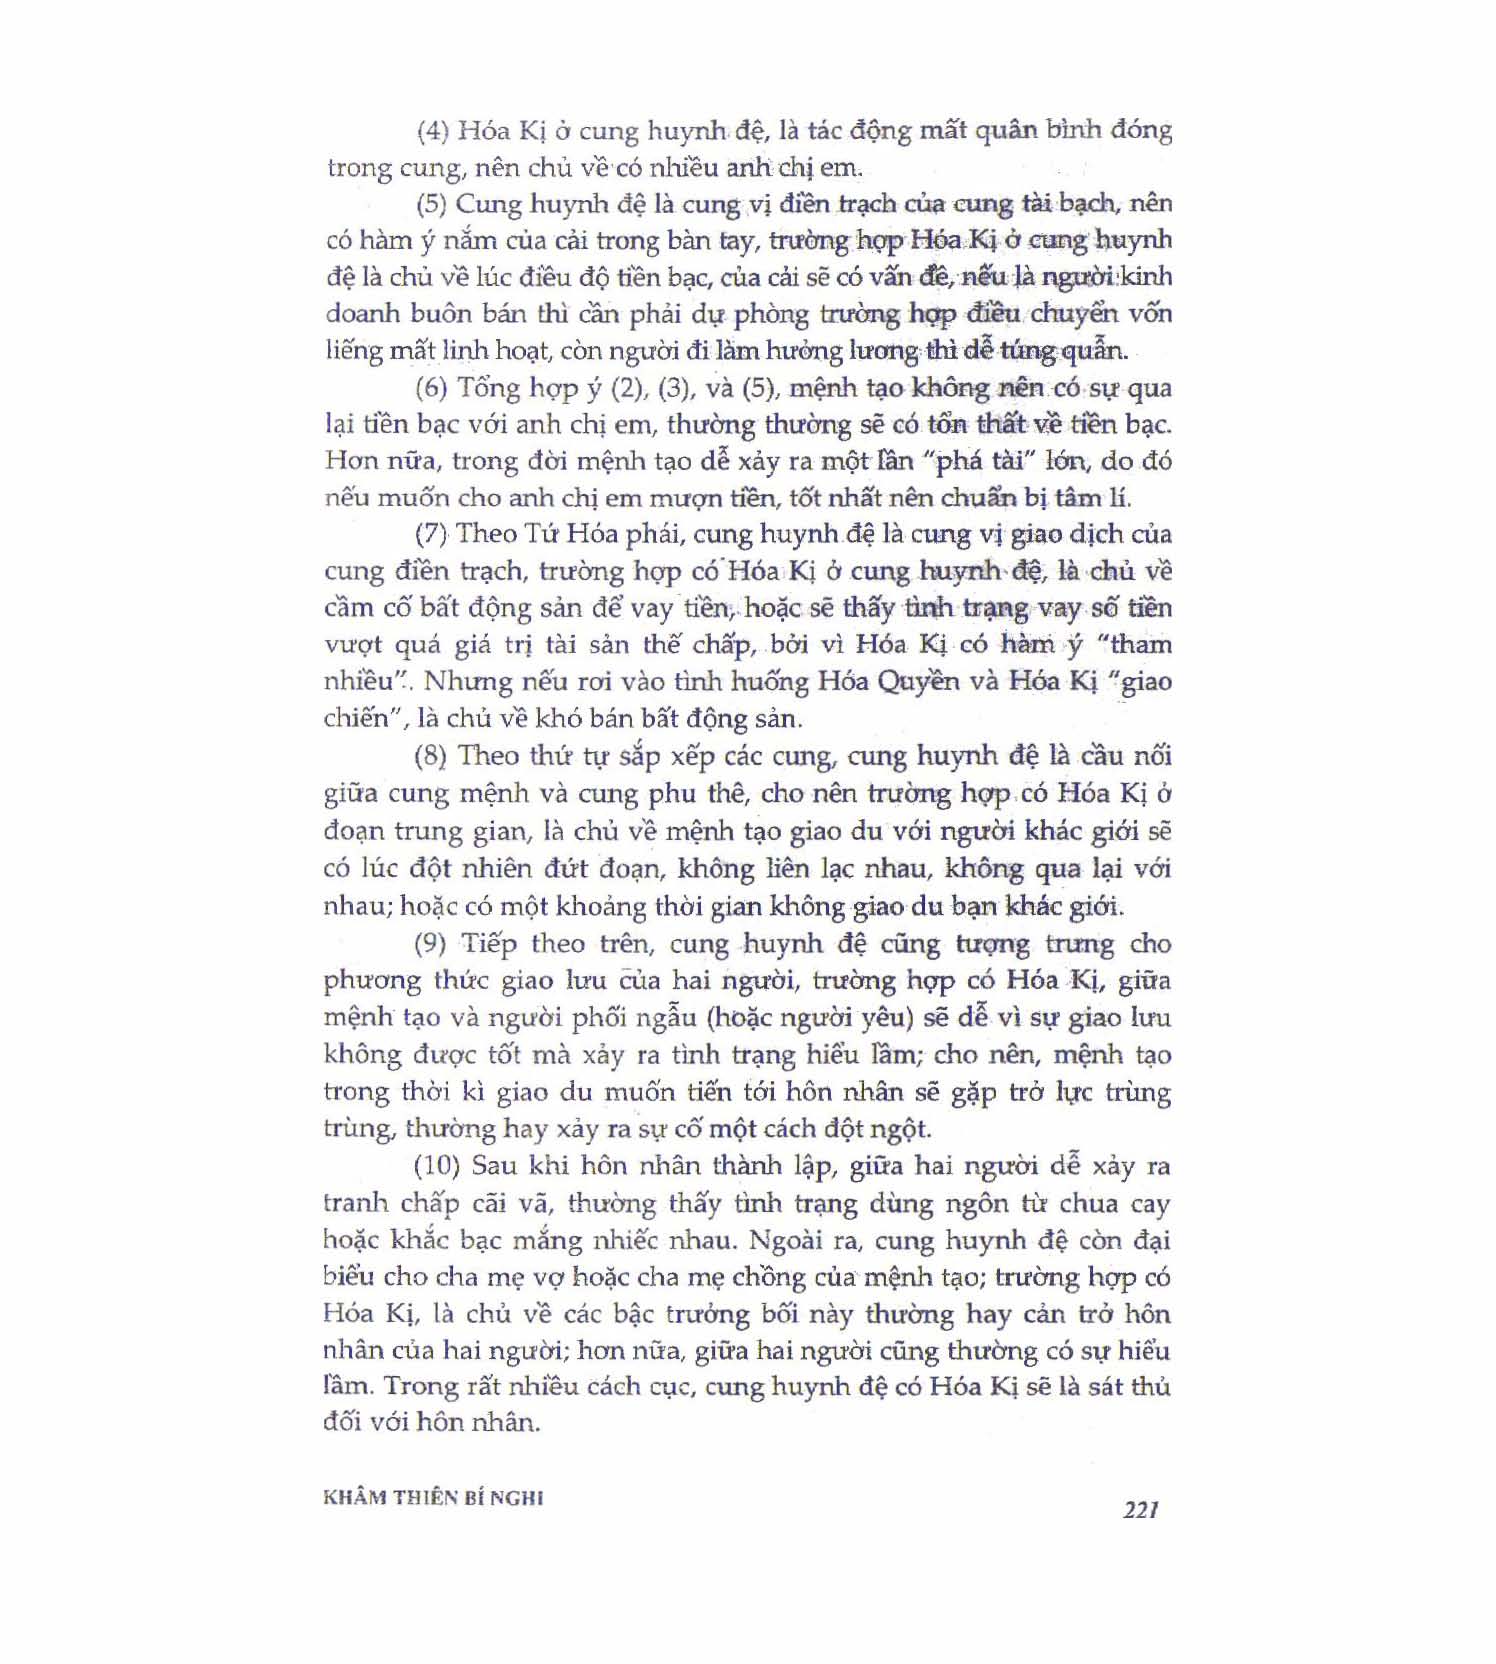 (4) Hóa Kị ở cung huynh đệ, là tác động mất quân bình đóng
trong cung, nên chủ về có nhiều anh chị em.
(5) Cung huynh đệ là cung vị điền trạch của cung tài bạch, nên
có hàm ý nắm của cải trong bàn tay, trường hợp Hóa Kị ở cung huynh
đệ là chủ về lúc điều độ tiền bạc, của cải sẽ có vấn đề, nếu là người kinh
doanh buôn bán thì cần phải dự phòng trường hợp điều chuyển vốn
liếng mất linh hoạt, còn người đi làm hưởng lương thì dễ túng quẫn.
(6) Tổng hợp ý (2), (3), và (5), mệnh tạo không nên có sự qua
lại tiền bạc với anh chị em, thường thường sẽ có tổn thất về tiền bạc.
Hơn nữa, trong đời mệnh tạo dễ xảy ra một lần "phá tài" lớn, do đó
nếu muốn cho anh chị em mượn tiền, tốt nhất nên chuẩn bị tâm lí.
(7) Theo Tứ Hóa phái, cung huynh đệ là cung vị giao dịch của
cung điền trạch, trường hợp có Hóa Kị ở cung huynh đệ, là chủ về
cầm cố bất động sản để vay tiền, hoặc sẽ thấy tình trạng vay số tiền
vượt quá giá trị tài sản thế chấp, bởi vì Hóa Kị có hàm ý "tham
nhiều". Nhưng nếu rơi vào tình huống Hóa Quyền và Hóa Kị "giao
chiến", là chủ về khó bán bất động sản.
(8) Theo thứ tự sắp xếp các cung, cung huynh đệ là cầu nối
giữa cung mệnh và cung phu thê, cho nên trường hợp có Hóa Kị ở
đoạn trung gian, là chủ về mệnh tạo giao du với người khác giới sẽ
có lúc đột nhiên đứt đoạn, không liên lạc nhau, không qua lại với
nhau; hoặc có một khoảng thời gian không giao du bạn khác giới.
(9) Tiếp theo trên, cung huynh đệ cũng tượng trưng cho
phương thức giao lưu của hai người, trường hợp có Hóa Kị, giữa
mệnh tạo và người phối ngẫu (hoặc người yêu) sẽ dễ vì sự giao lưu
không được tốt mà xảy ra tình trạng hiểu lầm; cho nên, mệnh tạo
trong thời kì giao du muốn tiến tới hôn nhân sẽ gặp trở lực trùng
trùng, thường hay xảy ra sự cố một cách đột ngột.
(10) Sau khi hôn nhân thành lập, giữa hai người dễ xảy ra
tranh chấp cãi vã, thường thấy tình trạng dùng ngôn từ chua cay
hoặc khắc bạc mắng nhiếc nhau. Ngoài ra, cung huynh đệ còn đại
biểu cho cha mẹ vợ hoặc cha mẹ chồng của mệnh tạo; trường hợp có
Hóa Kị, là chủ về các bậc trưởng bối này thường hay cản trở hôn
nhân của hai người; hơn nữa, giữa hai người cũng thường có sự hiểu
lầm. Trong rất nhiều cách cục, cung huynh đệ có Hóa Kị sẽ là sát thủ
đối với hôn nhân.
KHÂM THIÊN BÍ NGHI
221